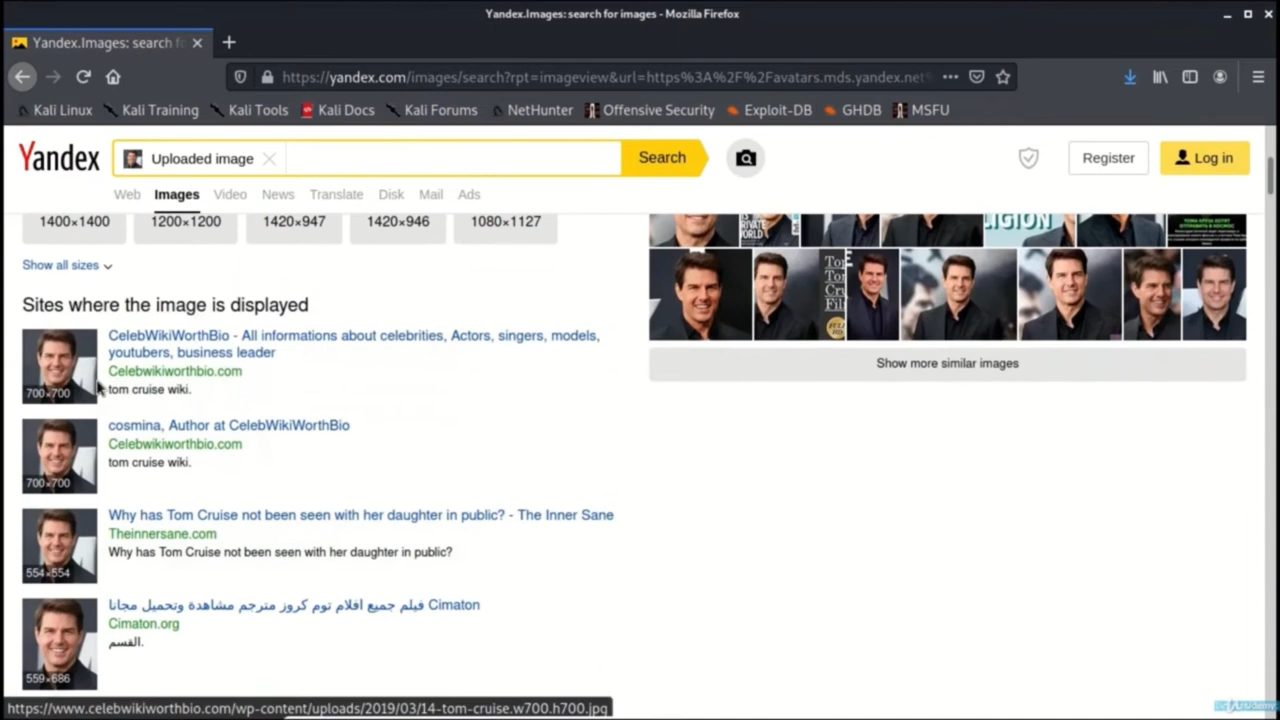 Yandex.Images: search for images - Mozilla Firefox
Yandex.Images: search f
https://yandex.com/images/search?rpt=imageview&url=https%3A%2F%2Favatars.mds.yandex.net%
Kali Linux Kali Training Kali Tools Kali Docs Kali Forums NetHunter Offensive Security Exploit-DB GHDB MSFU
Yandex Uploaded image Search Register Log in
Web Images Video News Translate Disk Mail Ads
1400×1400 1200×1200 1420×947 1420×946 1080×1127
Show all sizes
Sites where the image is displayed
CelebWikiWorthBio - All informations about celebrities, Actors, singers, models,
youtubers, business leader
Celebwikiworthbio.com
tom cruise wiki.
700×700
cosmina, Author at CelebWikiWorthBio
Celebwikiworthbio.com
tom cruise wiki.
700×700
Why has Tom Cruise not been seen with her daughter in public? - The Inner Sane
Theinnersane.com
Why has Tom Cruise not been seen with her daughter in public?
554×554
فيلم جميع افلام توم كروز مترجم مشاهدة وتحميل مجانا Cimaton
Cimaton.org
القسم.
559×686
PRIVATE
Show more similar images
https://www.celebwikiworthbio.com/wp-content/uploads/2019/03/14-tom-cruise.w700.h700.jpg